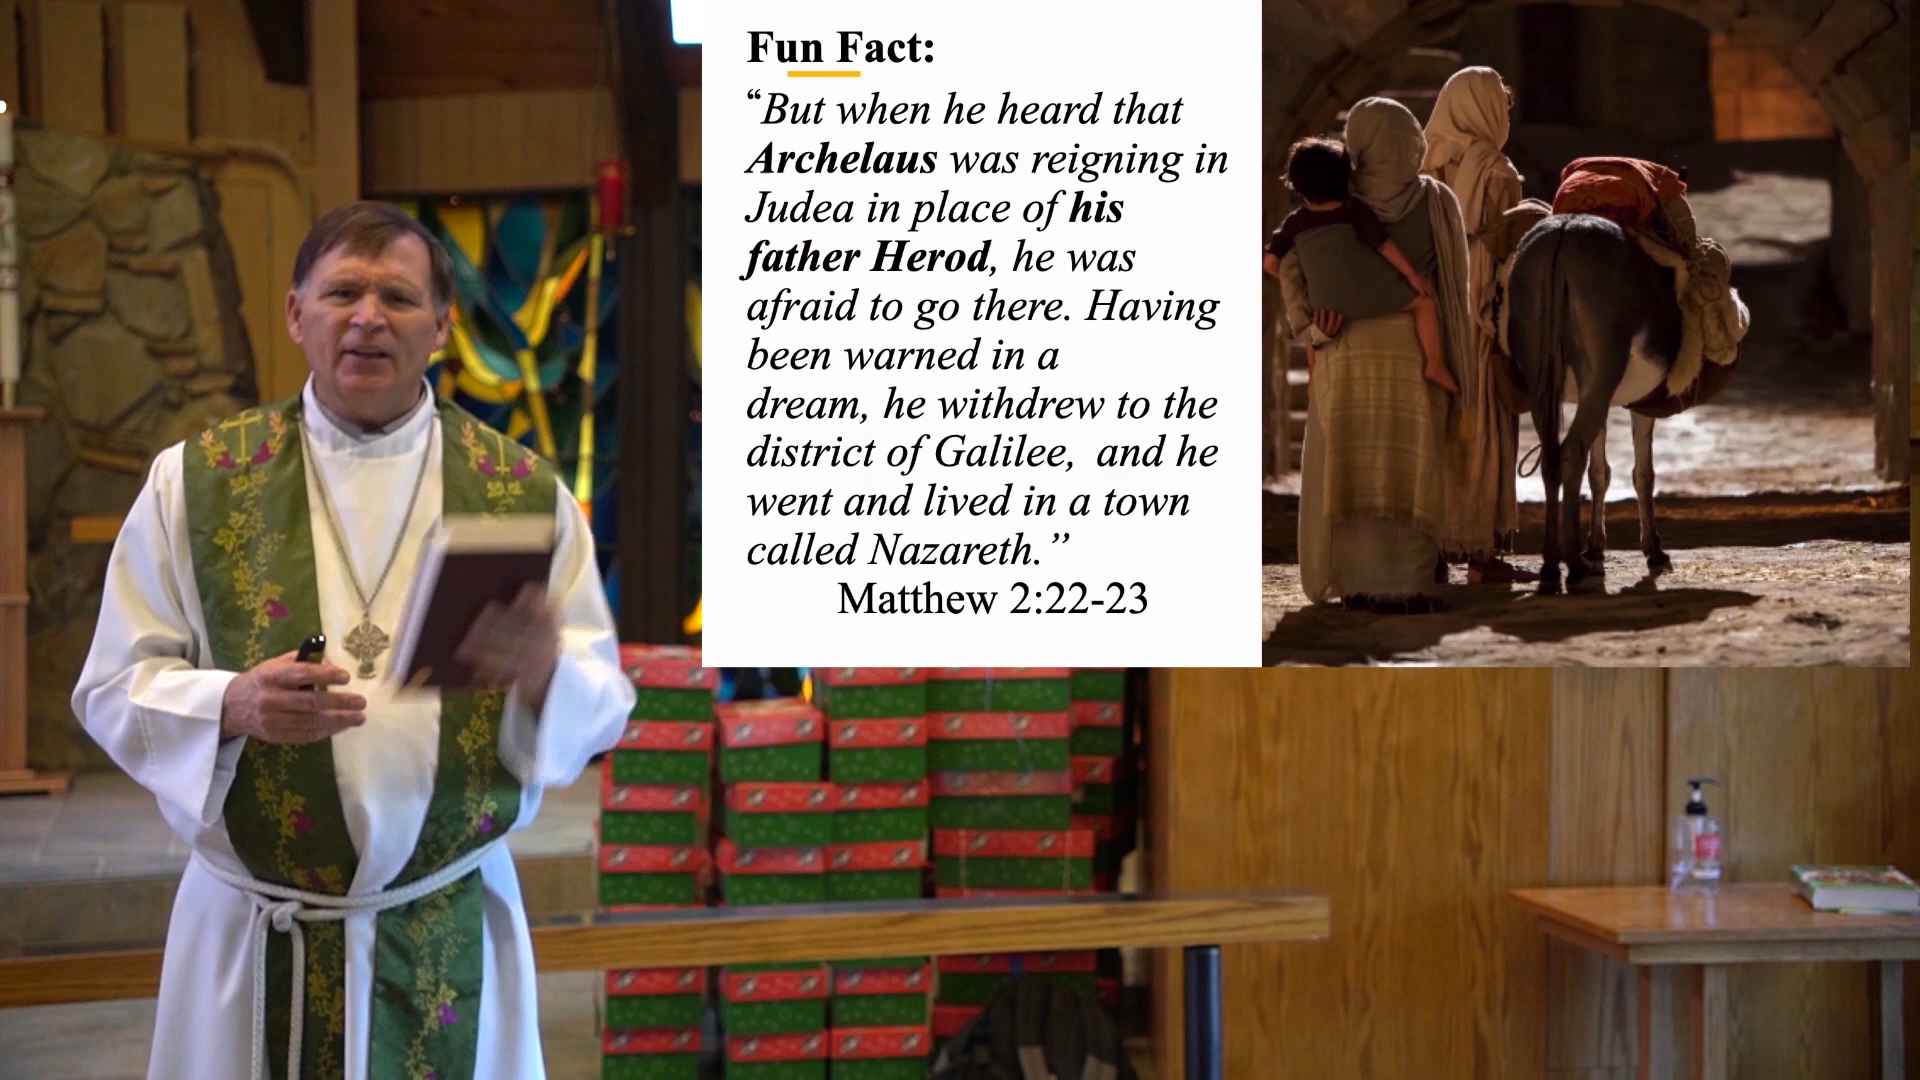 Fun Fact:
“But when he heard that
Archelaus was reigning in
Judea in place of his
father Herod, he was
afraid to go there. Having
been warned in a
dream, he withdrew to the
district of Galilee,  and he
went and lived in a town
called Nazareth.”
Matthew 2:22-23